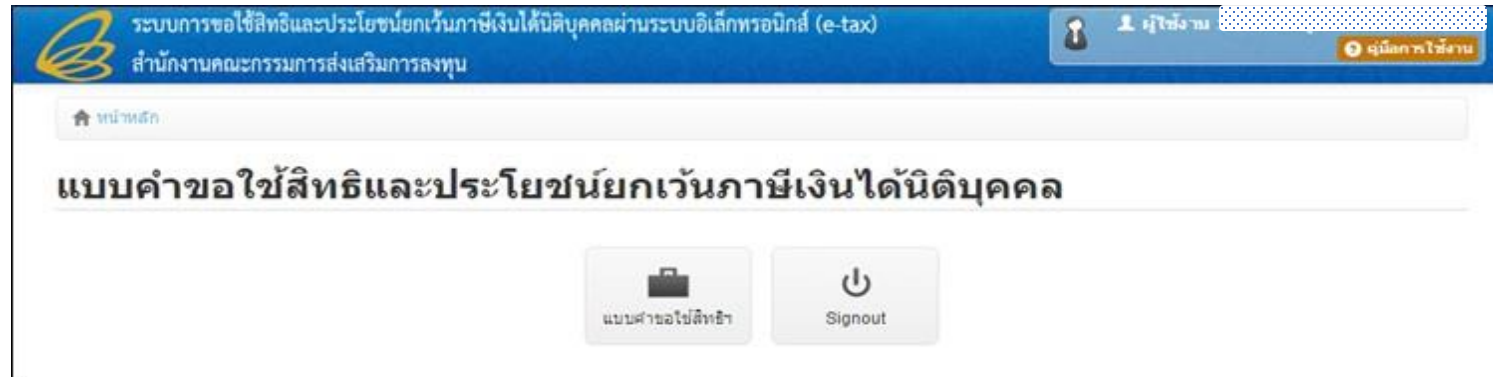 ระบบการขอใช้สิทธิและประโยชน์ยกเว้นภาษีเงินได้นิติบุคคลผ่านระบบอิเล็กทรอนิกส์ (e-tax)
สำนักงานคณะกรรมการส่งเสริมการลงทุน
ผู้ใช้งาน
คู่มือการใช้งาน
หน้าหลัก
แบบคำขอใช้สิทธิและประโยชน์ยกเว้นภาษีเงินได้นิติบุคคล
แบบคำขอใช้สิทธิฯ
Signout